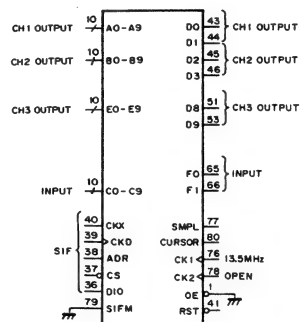 CH1 OUTPUT 10 A0-A9 D0 43 CH1 OUTPUT
D1 44
CH2 OUTPUT 10 B0-B9 D2 45 CH2 OUTPUT
D3 46
CH3 OUTPUT 10 E0-E9 D8 51 CH3 OUTPUT
D9 53
F0 65 INPUT
INPUT 10 C0-C9 F1 66
40 CKX SMPL 77
39 CKD CURSOR 80
SIF 38 ADR CK1 76 13.5MHz
37 CS CK2 78 OPEN
36 DIO OE 1
79 SIFM RST 41